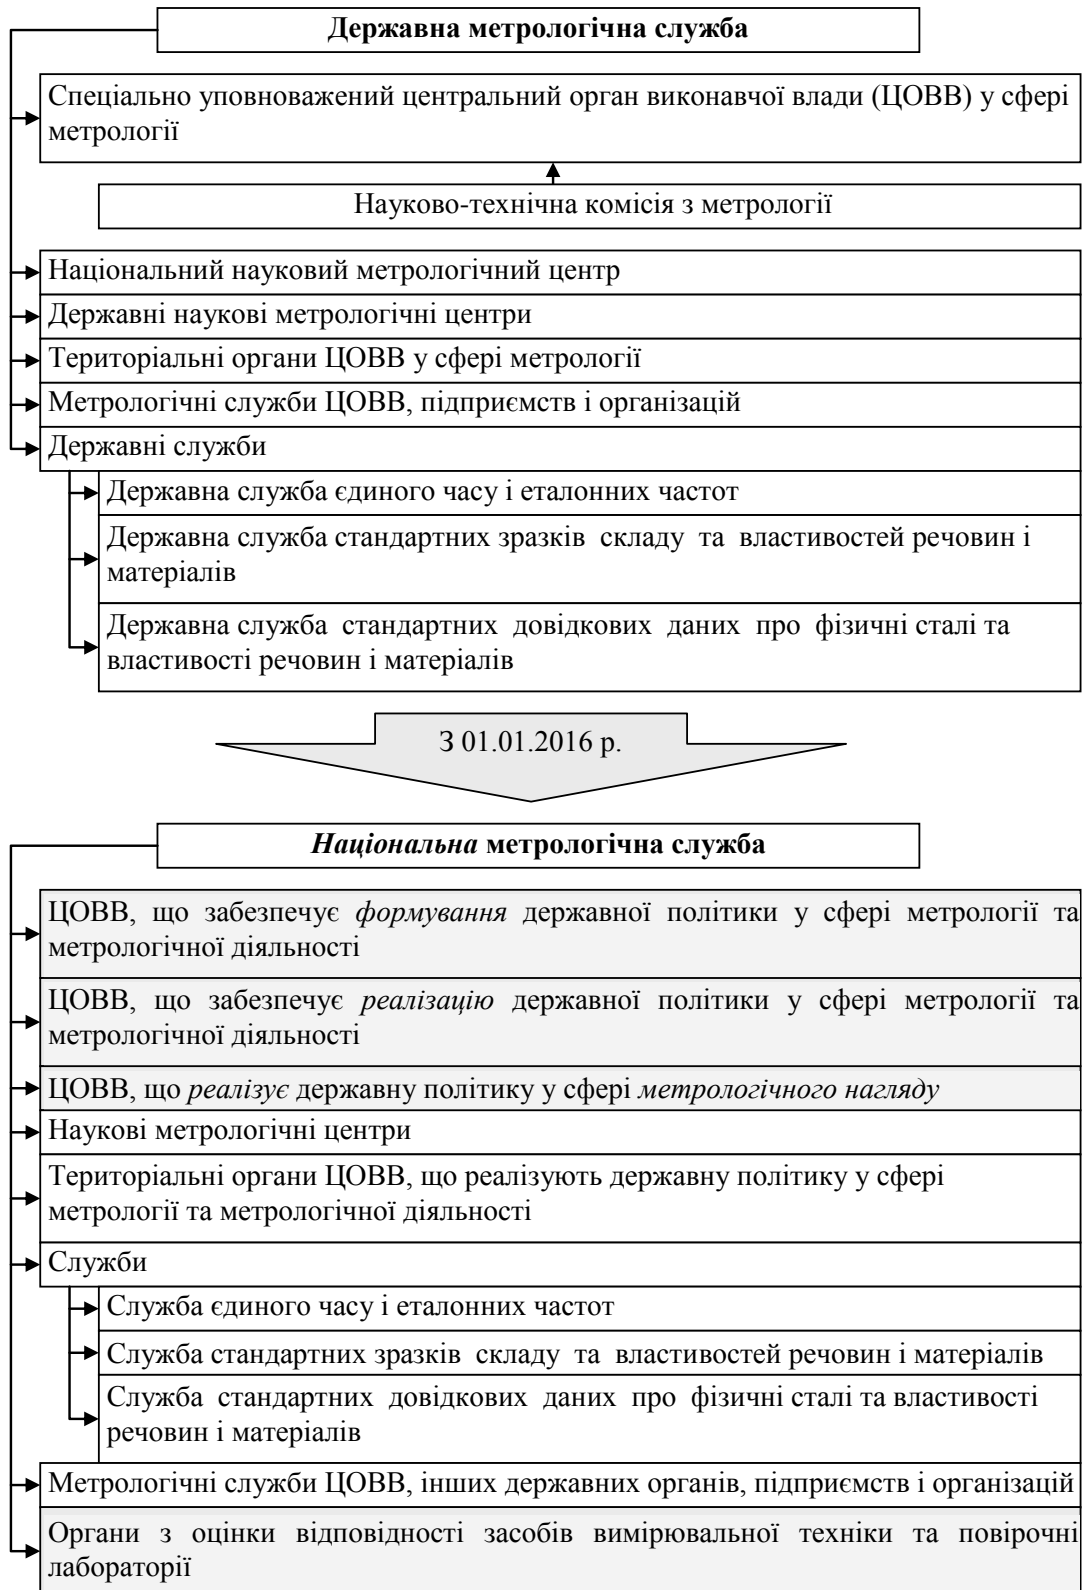 Державна метрологічна служба
Спеціально уповноважений центральний орган виконавчої влади (ЦОВВ) у сфері
метрології
Науково-технічна комісія з метрології
Національний науковий метрологічний центр
Державні наукові метрологічні центри
Територіальні органи ЦОВВ у сфері метрології
Метрологічні служби ЦОВВ, підприємств і організацій
Державні служби
Державна служба єдиного часу і еталонних частот
Державна служба стандартних зразків складу та властивостей речовин і
матеріалів
Державна служба стандартних довідкових даних про фізичні сталі та
властивості речовин і матеріалів
З 01.01.2016 р.
Національна метрологічна служба
ЦОВВ, що забезпечує формування державної політики у сфері метрології та
метрологічної діяльності
ЦОВВ, що забезпечує реалізацію державної політики у сфері метрології та
метрологічної діяльності
ЦОВВ, що реалізує державну політику у сфері метрологічного нагляду
Наукові метрологічні центри
Територіальні органи ЦОВВ, що реалізують державну політику у сфері
метрології та метрологічної діяльності
Служби
Служба єдиного часу і еталонних частот
Служба стандартних зразків складу та властивостей речовин і матеріалів
Служба стандартних довідкових даних про фізичні сталі та властивості
речовин і матеріалів
Метрологічні служби ЦОВВ, інших державних органів, підприємств і організацій
Органи з оцінки відповідності засобів вимірювальної техніки та повірочні
лабораторії